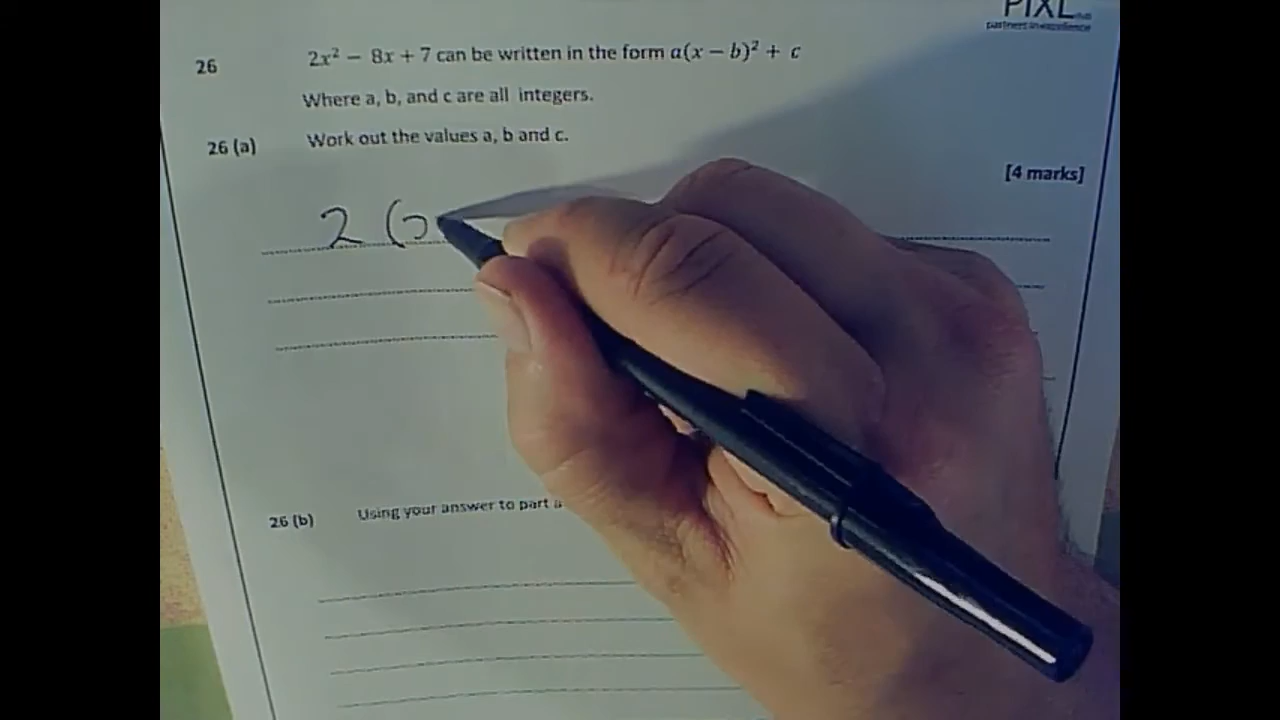 PIXL
partners in excellence
26 2x² − 8x + 7 can be written in the form a(x − b)² + c
Where a, b, and c are all integers.
26 (a) Work out the values a, b and c.
[4 marks]
2 (
26 (b) Using your answer to part a